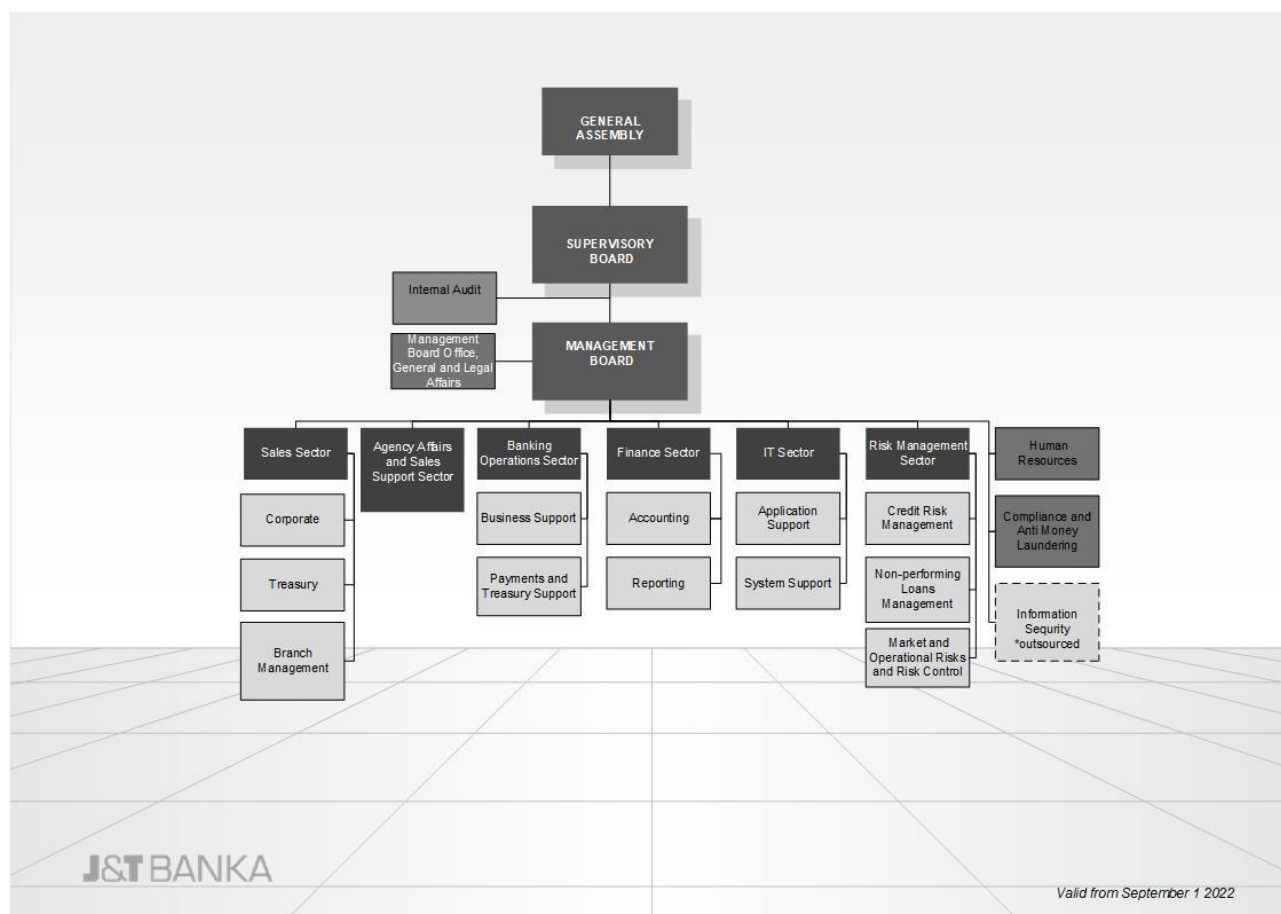 GENERAL
ASSEMBLY
SUPERVISORY
BOARD
Internal Audit
Management
Board Office,
General and Legal
Affairs
MANAGEMENT
BOARD
Sales Sector
Agency Affairs
and Sales
Support Sector
Banking
Operations Sector
Finance Sector
IT Sector
Risk Management
Sector
Human
Resources
Corporate
Business Support
Accounting
Application
Support
Credit Risk
Management
Compliance and
Anti Money
Laundering
Treasury
Payments and
Treasury Support
Reporting
System Support
Non-performing
Loans
Management
Information
Sequrity
*outsourced
Branch
Management
Market and
Operational Risks
and Risk Control
J&T BANKA
Valid from September 1 2022